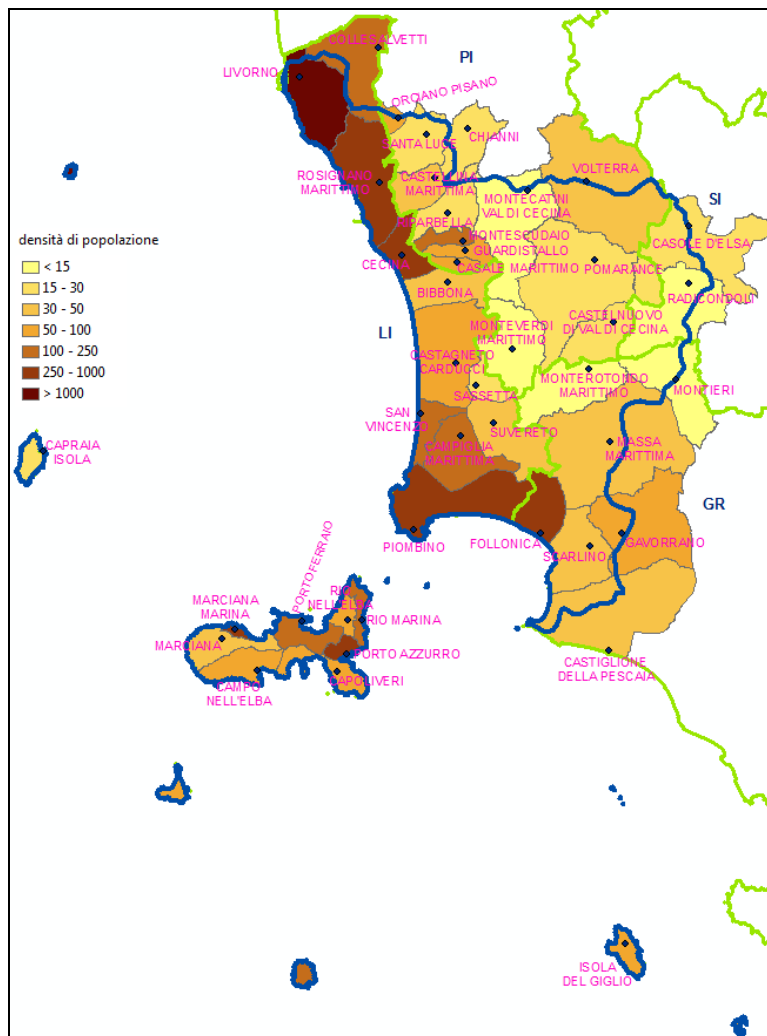 COLLESALVETTI
PI
LIVORNO
ORCIANO PISANO
CHIANNI
SANTA LUCE
VOLTERRA
ROSIGNANO
MARITTIMO
CASTELLINA
MARITTIMA
MONTECATINI
VAL DI CECINA
SI
RIPARBELLA
densità di popolazione
MONTESCUDAIO
CASOLE D'ELSA
GUARDISTALLO
CECINA
CASALE MARITTIMO
POMARANCE
< 15
15 - 30
30 - 50
50 - 100
100 - 250
250 - 1000
> 1000
BIBBONA
RADICONDOLI
CASTELNUOVO
DI VAL DI CECINA
LI
MONTEVERDI
MARITTIMO
CASTAGNETO
CARDUCCI
MONTEROTONDO
MARITTIMO
MONTIERI
SASSETTA
SAN
VINCENZO
SUVERETO
CAMPIGLIA
MARITTIMA
MASSA
MARITTIMA
CAPRAIA
ISOLA
GR
PIOMBINO
FOLLONICA
SCARLINO
GAVORRANO
PORTOFERRAIO
RIO
NELL'ELBA
MARCIANA
MARINA
RIO MARINA
MARCIANA
PORTO AZZURRO
CASTIGLIONE
DELLA PESCAIA
CAPOLIVERI
CAMPO
NELL'ELBA
ISOLA
DEL GIGLIO